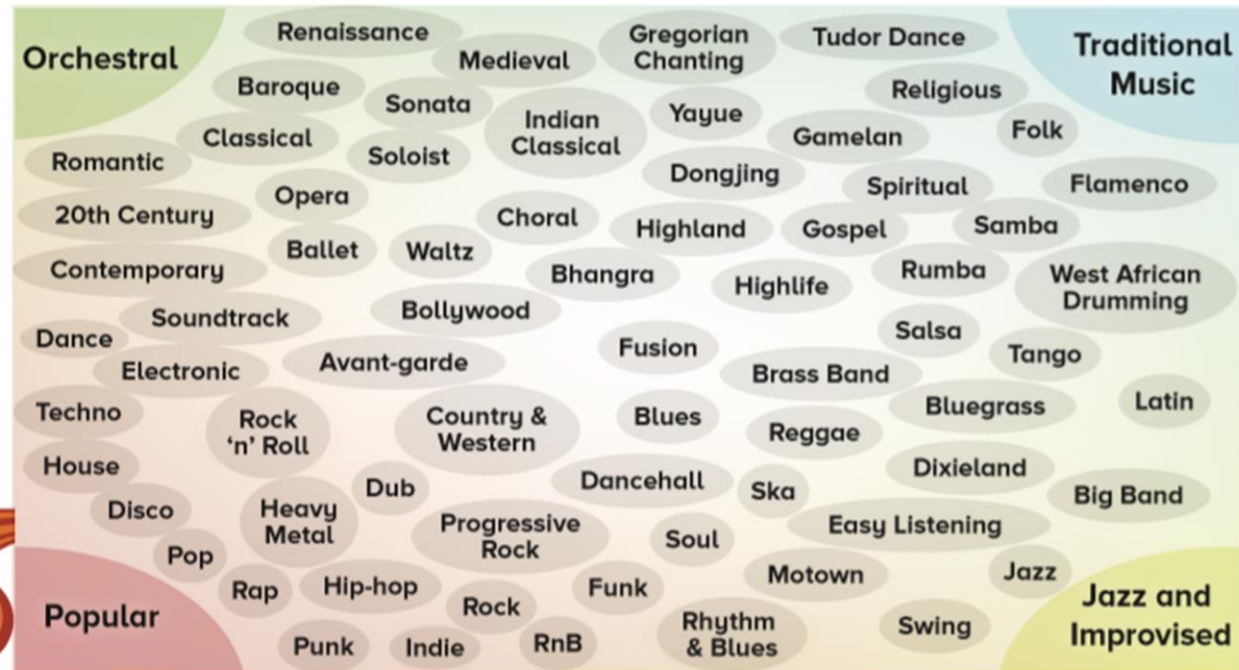 Orchestral
Renaissance
Medieval
Gregorian
Chanting
Tudor Dance
Traditional
Music
Baroque
Sonata
Indian
Classical
Yayue
Religious
Folk
Classical
Soloist
Gamelan
Romantic
Opera
Dongjing
Spiritual
Flamenco
20th Century
Choral
Highland
Gospel
Samba
Ballet
Waltz
Contemporary
Bhangra
Highlife
Rumba
West African
Drumming
Soundtrack
Bollywood
Salsa
Dance
Avant-garde
Fusion
Tango
Electronic
Brass Band
Techno
Rock
‘n’ Roll
Country &
Western
Blues
Reggae
Bluegrass
Latin
House
Dub
Dancehall
Ska
Dixieland
Big Band
Disco
Heavy
Metal
Progressive
Rock
Soul
Easy Listening
Pop
Rap
Hip-hop
Rock
Funk
Motown
Jazz
Popular
Punk
Indie
RnB
Rhythm
& Blues
Swing
Jazz and
Improvised